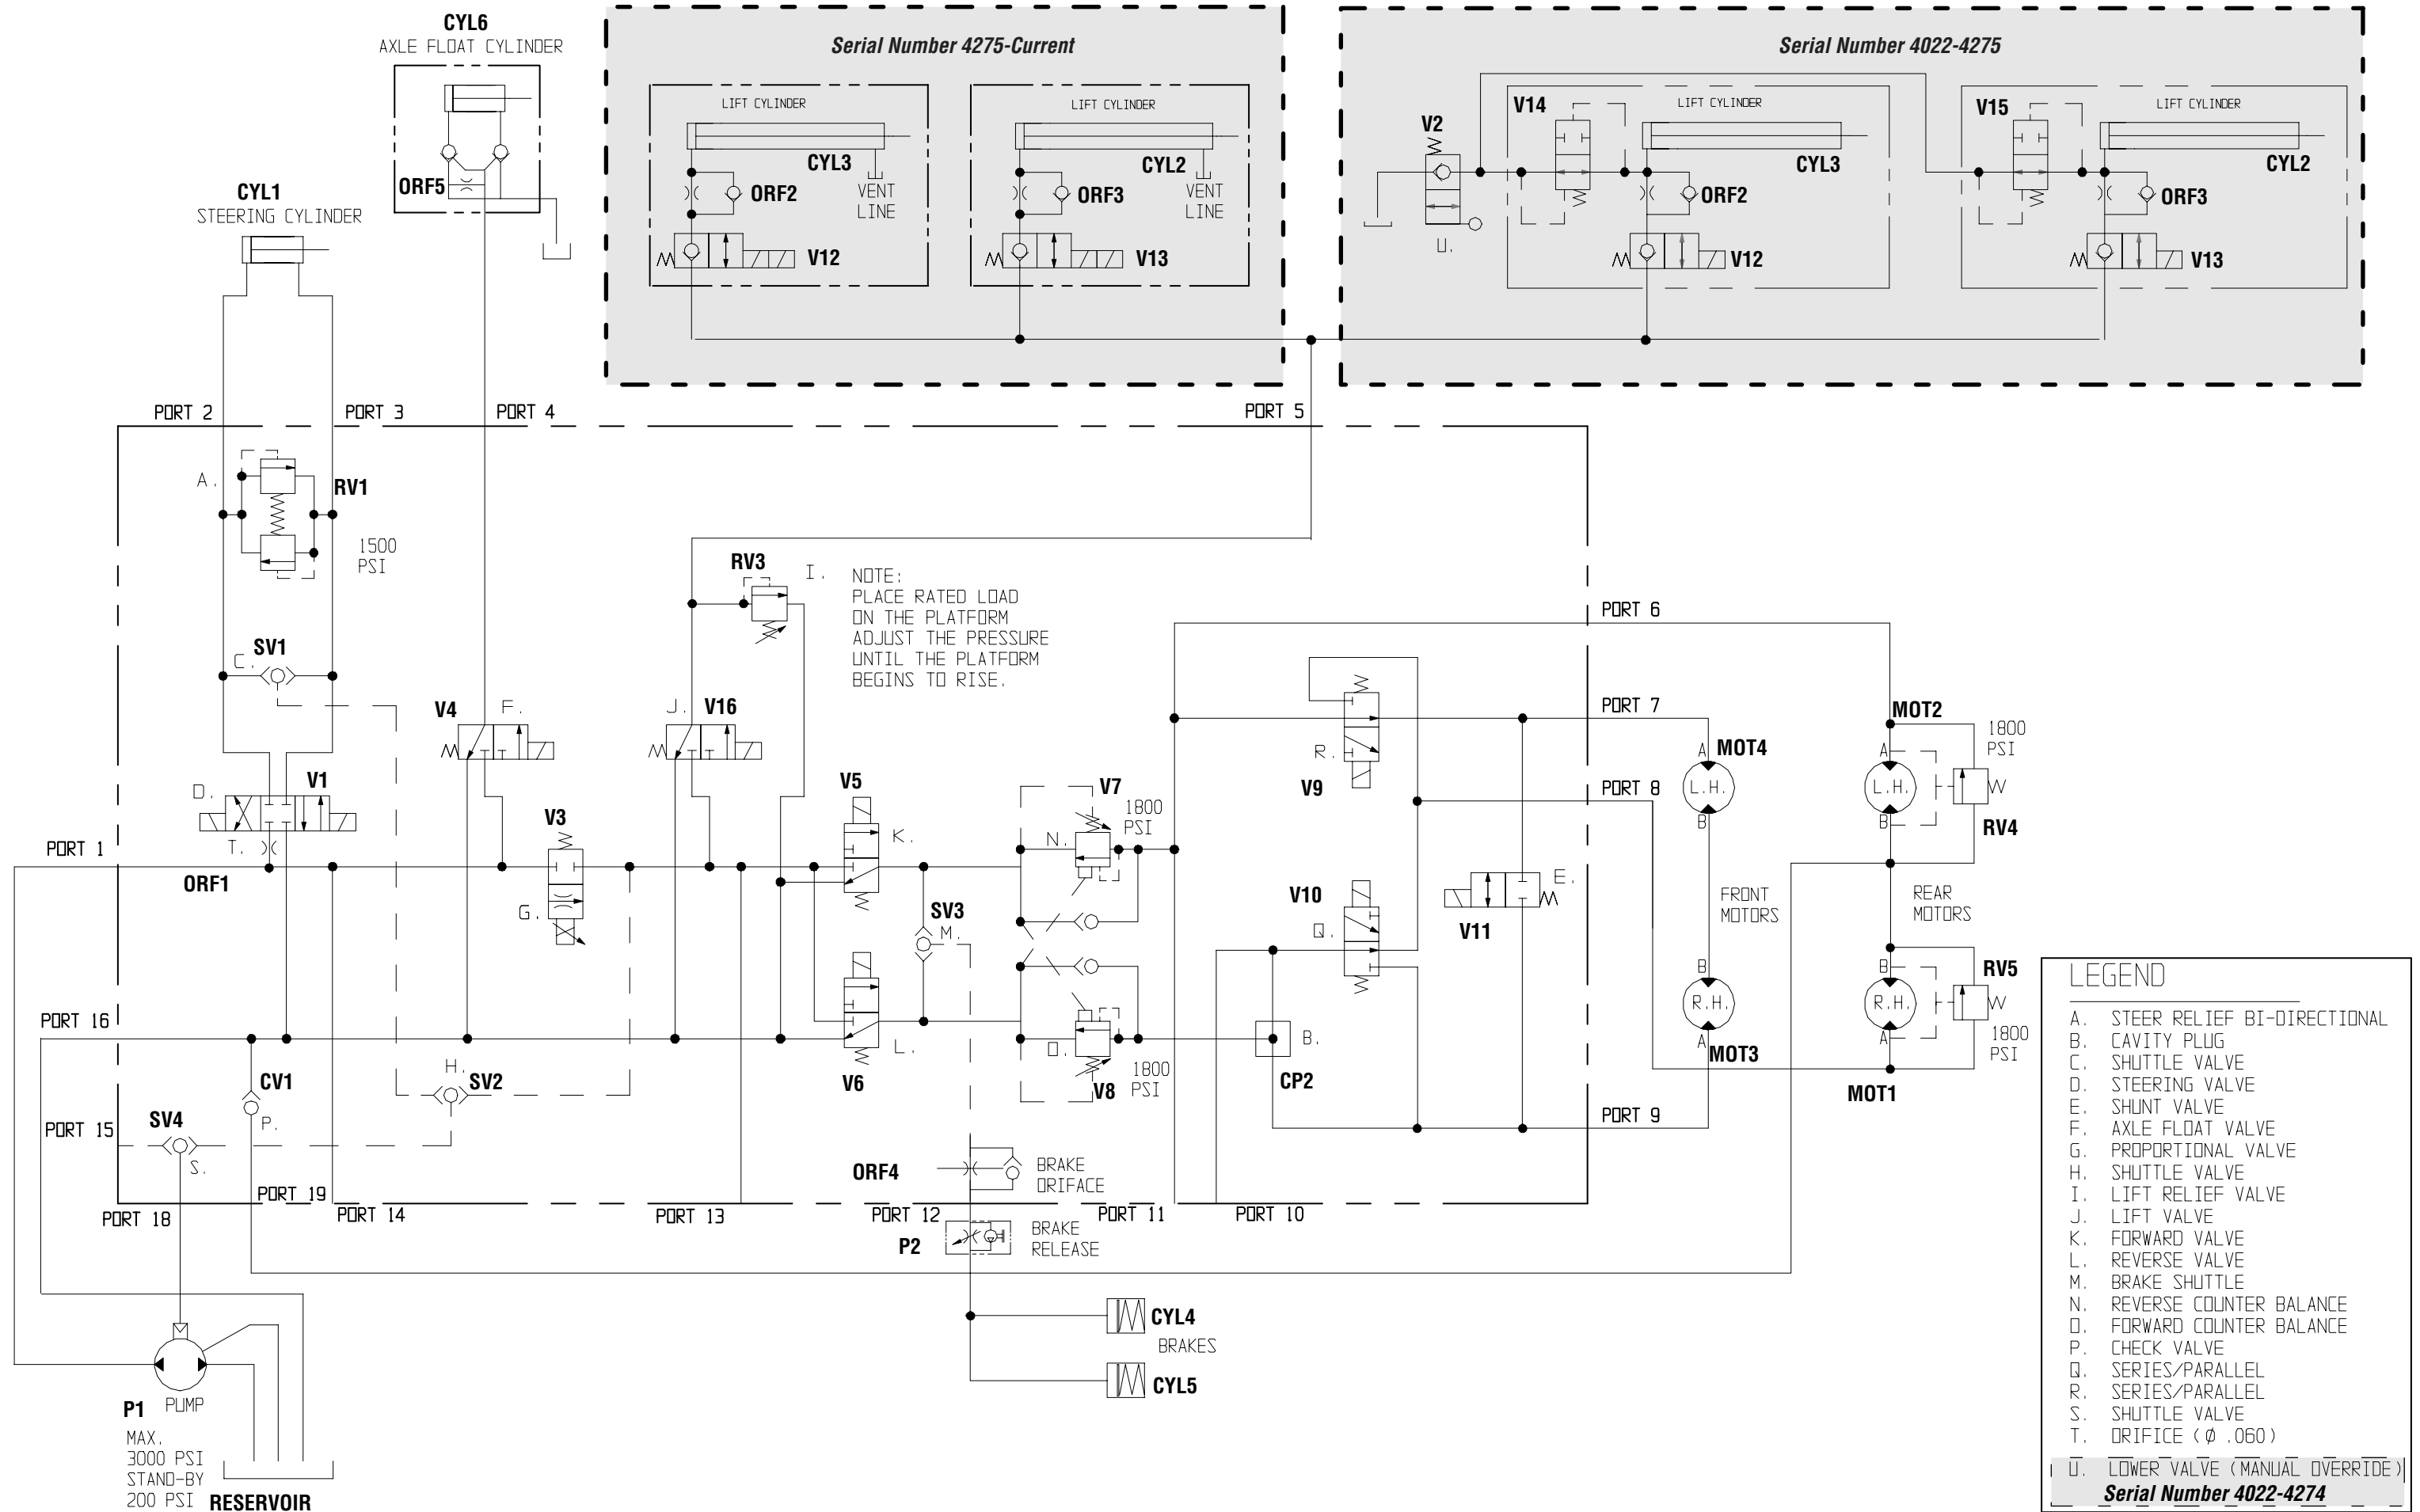 CYL6
AXLE FLOAT CYLINDER
Serial Number 4275-Current
Serial Number 4022-4275
LIFT CYLINDER
LIFT CYLINDER
V14
LIFT CYLINDER
V15
LIFT CYLINDER
V2
CYL3
CYL2
CYL3
CYL2
ORF5
ORF2
VENT
LINE
ORF3
VENT
LINE
ORF2
ORF3
CYL1
STEERING CYLINDER
U.
V12
V13
V12
V13
PORT 2
PORT 3
PORT 4
PORT 5
A.
RV1
1500
PSI
RV3
I.
NOTE:
PLACE RATED LOAD
ON THE PLATFORM
ADJUST THE PRESSURE
UNTIL THE PLATFORM
BEGINS TO RISE.
PORT 6
SV1
C.
V4
F.
J.
V16
PORT 7
MOT2
1800
PSI
R.
A
MOT4
A
V1
D.
V5
V7
1800
PSI
V9
PORT 8
L.H.
L.H.
V3
K.
B
B
RV4
PORT 1
T.
ORF1
N.
E.
G.
V10
FRONT
MOTORS
REAR
MOTORS
SV3
M.
Q.
V11
B
B
RV5
R.H.
R.H.
PORT 16
O.
B.
A
MOT3
A
1800
PSI
L.
V6
1800
PSI
V8
CP2
H.
SV2
CV1
P.
MOT1
PORT 15
SV4
S.
PORT 9
ORF4
BRAKE
ORIFACE
PORT 19
PORT 18
PORT 14
PORT 13
PORT 12
PORT 11
PORT 10
P2
BRAKE
RELEASE
CYL4
BRAKES
CYL5
P1
PUMP
MAX.
3000 PSI
STAND-BY
200 PSI
RESERVOIR
LEGEND
A. STEER RELIEF BI-DIRECTIONAL
B. CAVITY PLUG
C. SHUTTLE VALVE
D. STEERING VALVE
E. SHUNT VALVE
F. AXLE FLOAT VALVE
G. PROPORTIONAL VALVE
H. SHUTTLE VALVE
I. LIFT RELIEF VALVE
J. LIFT VALVE
K. FORWARD VALVE
L. REVERSE VALVE
M. BRAKE SHUTTLE
N. REVERSE COUNTER BALANCE
O. FORWARD COUNTER BALANCE
P. CHECK VALVE
Q. SERIES/PARALLEL
R. SERIES/PARALLEL
S. SHUTTLE VALVE
T. ORIFICE (Ø .060)
U. LOWER VALVE (MANUAL OVERRIDE)
Serial Number 4022-4274